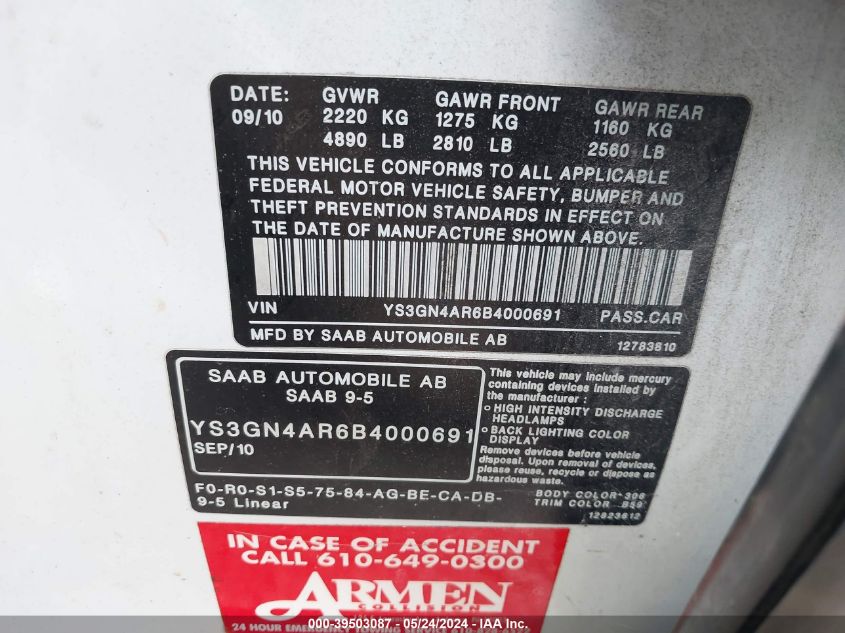 DATE: GVWR GAWR FRONT GAWR REAR
09/10 2220 KG 1275 KG 1160 KG
4890 LB 2810 LB 2560 LB
THIS VEHICLE CONFORMS TO ALL APPLICABLE
FEDERAL MOTOR VEHICLE SAFETY, BUMPER AND
THEFT PREVENTION STANDARDS IN EFFECT ON
THE DATE OF MANUFACTURE SHOWN ABOVE.
VIN YS3GN4AR6B4000691 PASS.CAR
MFD BY SAAB AUTOMOBILE AB 12783810
SAAB AUTOMOBILE AB
SAAB 9-5
YS3GN4AR6B4000691
SEP/10
This vehicle may include mercury
containing devices installed by
the manufacturer :
○ HIGH INTENSITY DISCHARGE
HEADLAMPS
○ BACK LIGHTING COLOR
DISPLAY
Remove devices before vehicle
disposal. Upon removal of devices,
please reuse, recycle or dispose as
hazardous waste.
F0-R0-S1-S5-75-84-AG-BE-CA-DB-
9-5 Linear
BODY COLOR
TRIM COLOR
12823612
IN CASE OF ACCIDENT
CALL 610-649-0300
ARMEN
COLLISION
24 HOUR EMERGENCY TOWING SERVICE
000-39503087 - 05/24/2024 - IAA Inc.